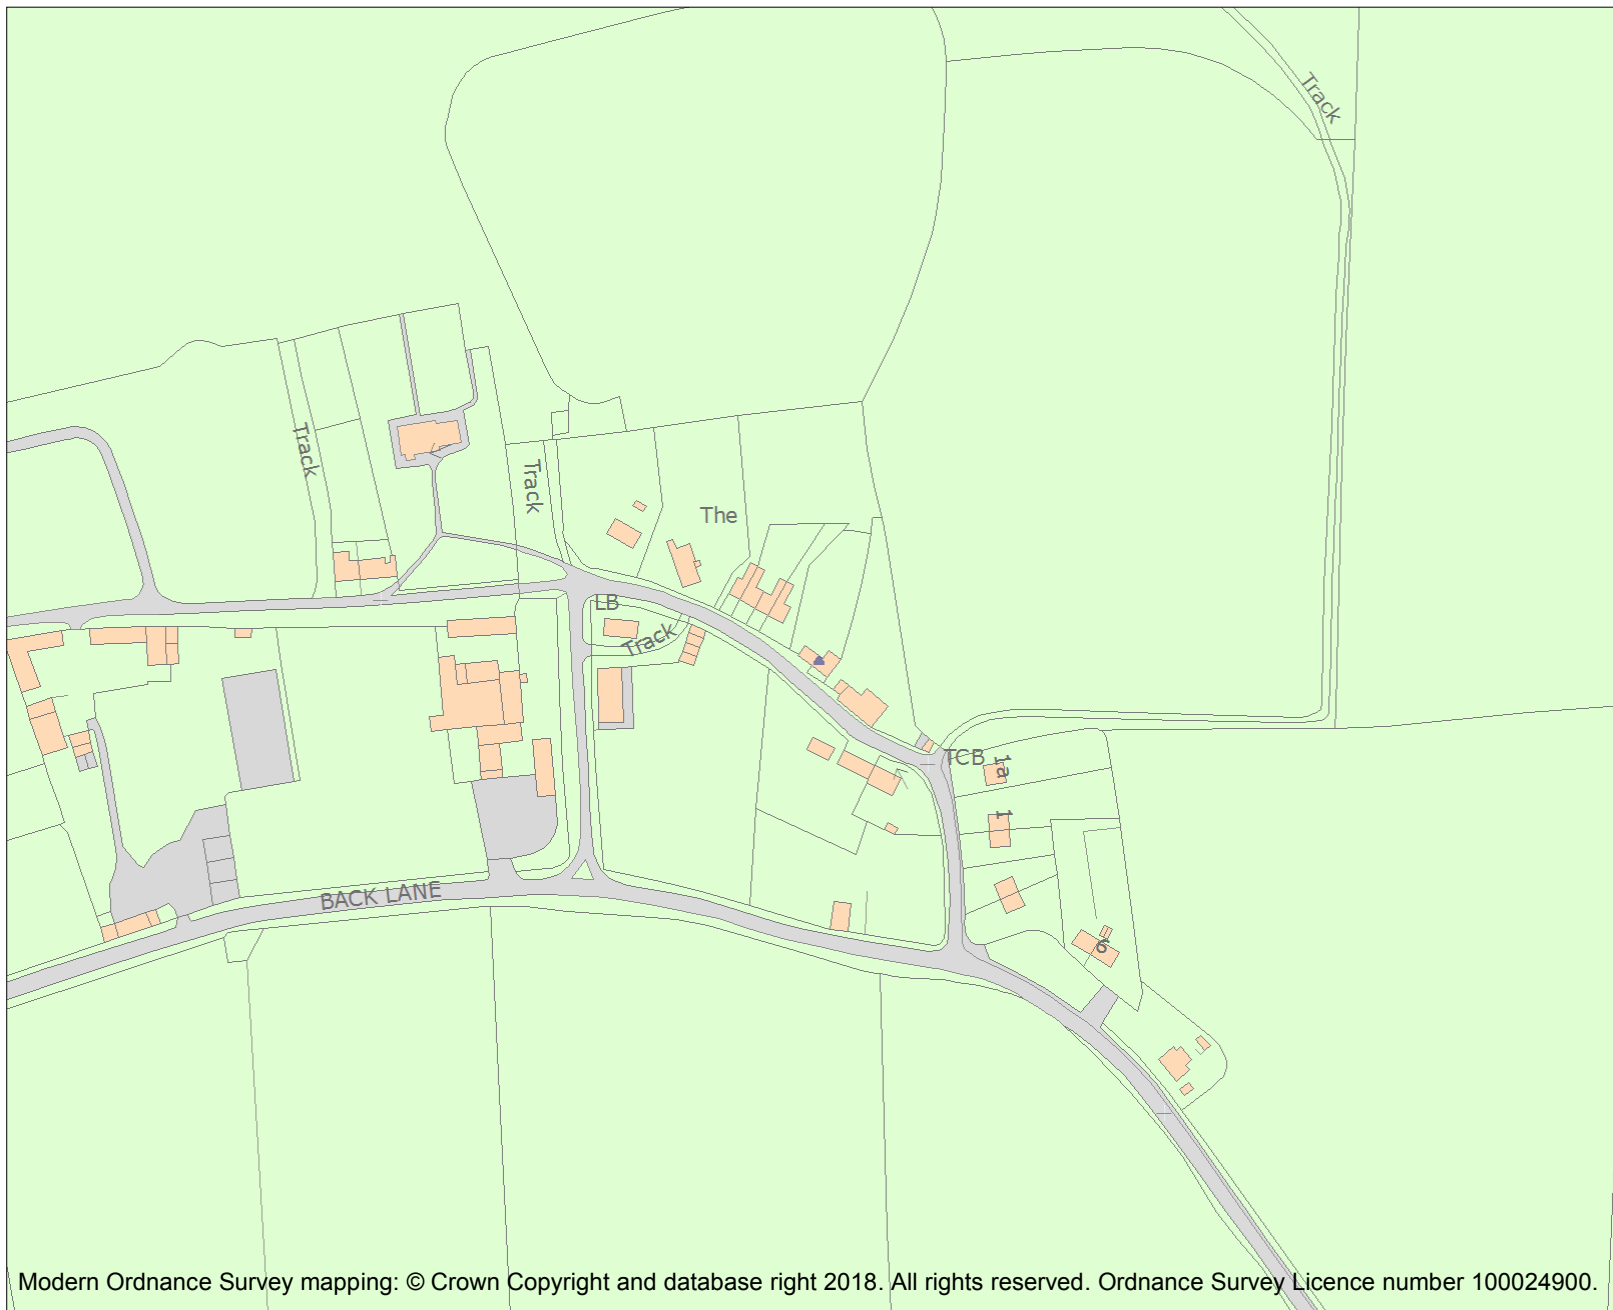 Track
Track
Track
The
LB
Track
TCB
1a
1
BACK LANE
6
Modern Ordnance Survey mapping: © Crown Copyright and database right 2018. All rights reserved. Ordnance Survey Licence number 100024900.